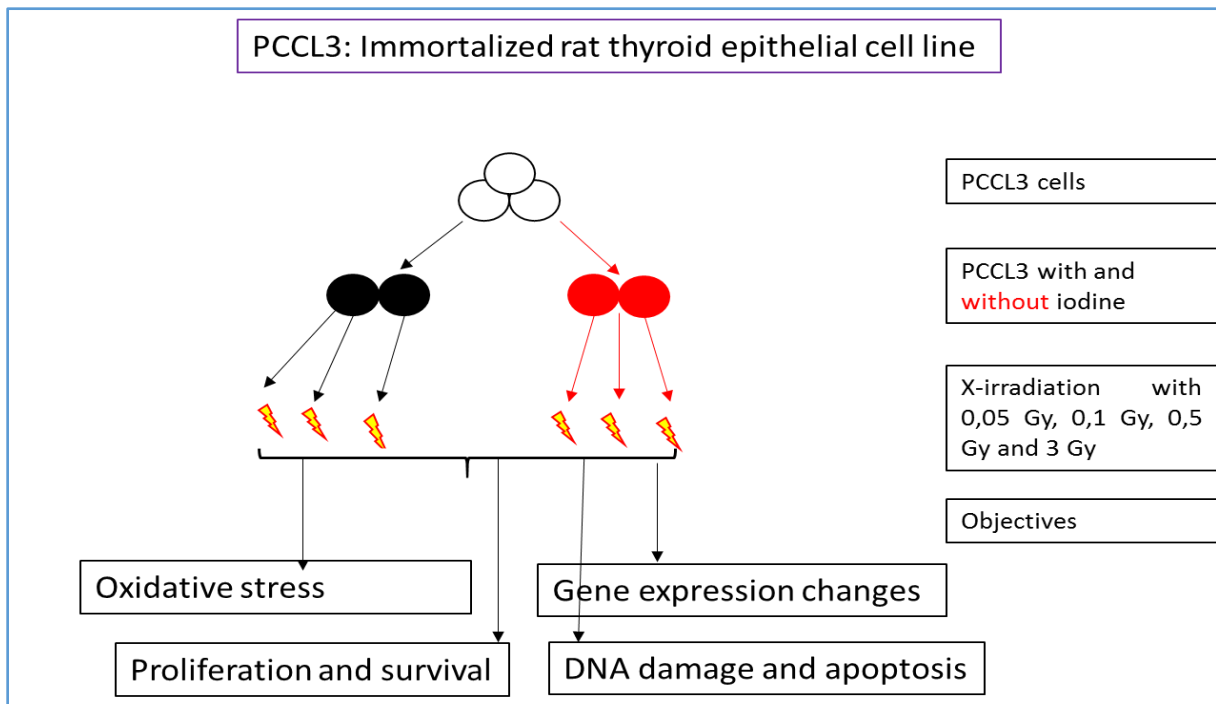 PCCL3: Immortalized rat thyroid epithelial cell line
PCCL3 cells
PCCL3 with and
without iodine
X-irradiation with
0,05 Gy, 0,1 Gy, 0,5
Gy and 3 Gy
Objectives
Oxidative stress
Gene expression changes
Proliferation and survival
DNA damage and apoptosis